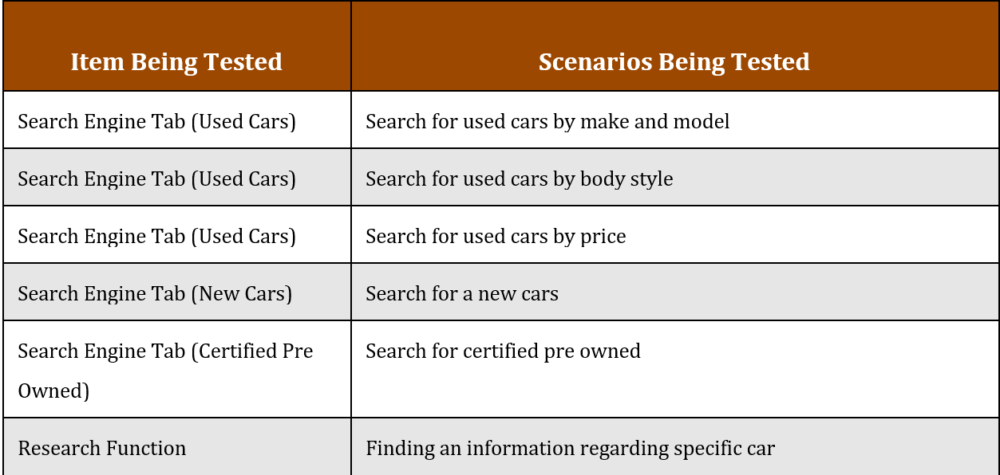 Item Being Tested
Scenarios Being Tested
Search Engine Tab (Used Cars)
Search for used cars by make and model
Search Engine Tab (Used Cars)
Search for used cars by body style
Search Engine Tab (Used Cars)
Search for used cars by price
Search Engine Tab (New Cars)
Search for a new cars
Search Engine Tab (Certified Pre
Owned)
Search for certified pre owned
Research Function
Finding an information regarding specific car